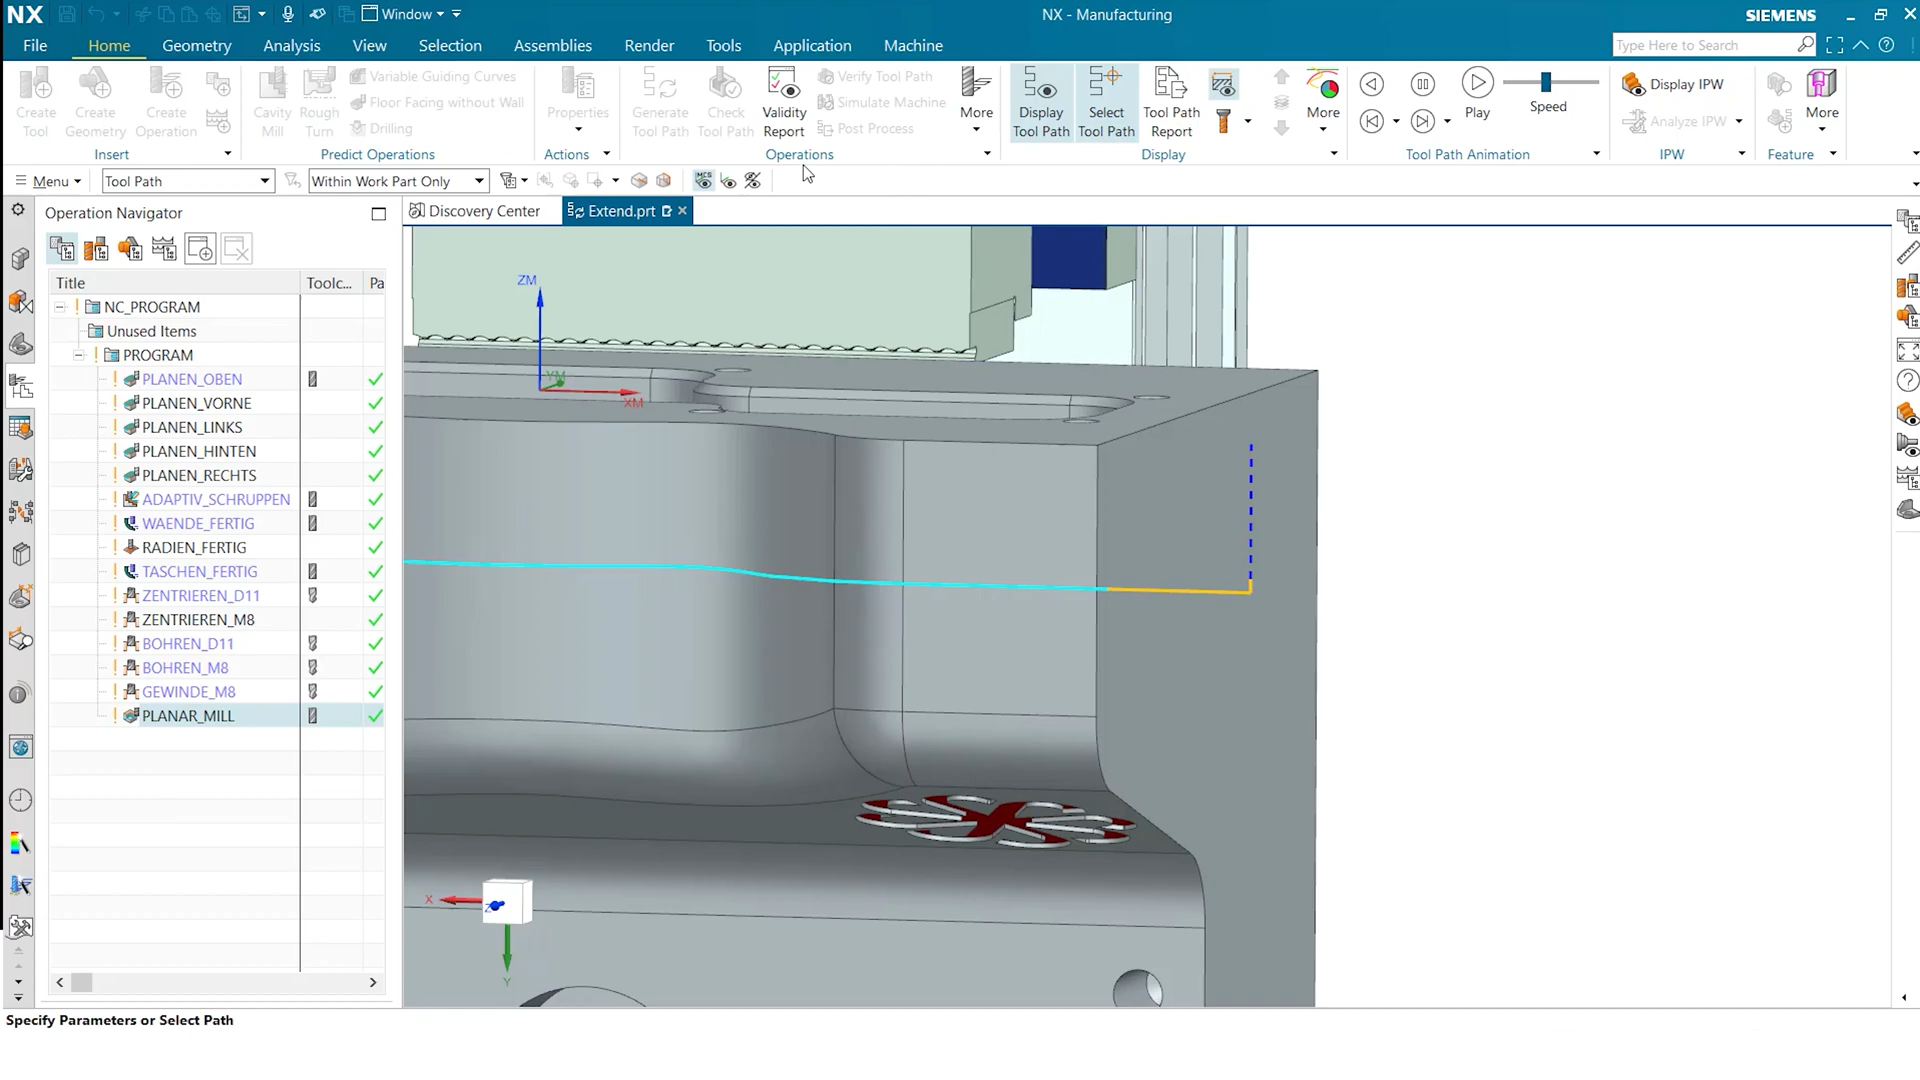 NX
Window
NX - Manufacturing
SIEMENS
File
Home
Geometry
Analysis
View
Selection
Assemblies
Render
Tools
Application
Machine
Type Here to Search
Create Tool
Create Geometry
Create Operation
Insert
Cavity Mill
Rough Turn
Variable Guiding Curves
Floor Facing without Wall
Drilling
Predict Operations
Properties
Actions
Generate Tool Path
Check Tool Path
Validity Report
Verify Tool Path
Simulate Machine
Post Process
More
Operations
Display Tool Path
Select Tool Path
Tool Path Report
More
Display
Play
Speed
Tool Path Animation
Display IPW
Analyze IPW
IPW
More
Feature
Menu
Tool Path
Within Work Part Only
MCS
Operation Navigator
Discovery Center
Extend.prt
Title
Toolc...
Pa
NC_PROGRAM
Unused Items
PROGRAM
PLANEN_OBEN
PLANEN_VORNE
PLANEN_LINKS
PLANEN_HINTEN
PLANEN_RECHTS
ADAPTIV_SCHRUPPEN
WAENDE_FERTIG
RADIEN_FERTIG
TASCHEN_FERTIG
ZENTRIEREN_D11
ZENTRIEREN_M8
BOHREN_D11
BOHREN_M8
GEWINDE_M8
PLANAR_MILL
ZM
YM
XM
X
Z
Y
Specify Parameters or Select Path